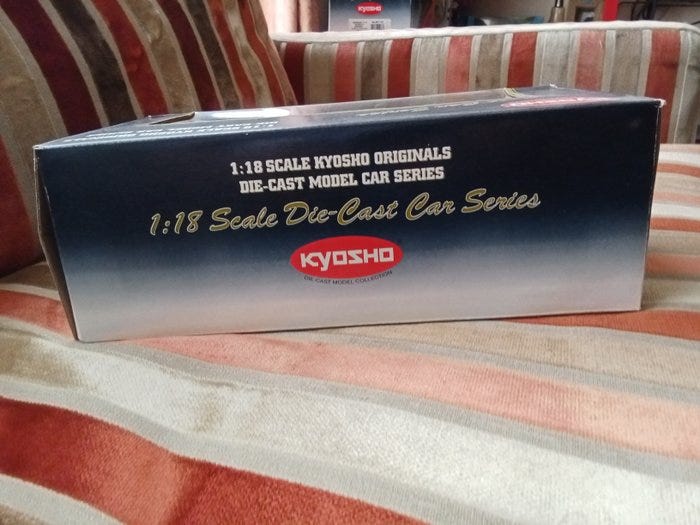 1:18 SCALE KYOSHO ORIGINALS
DIE-CAST MODEL CAR SERIES
1:18 Scale Die-Cast Car Series
KYOSHO
DIE-CAST MODEL COLLECTION
KYOSHO